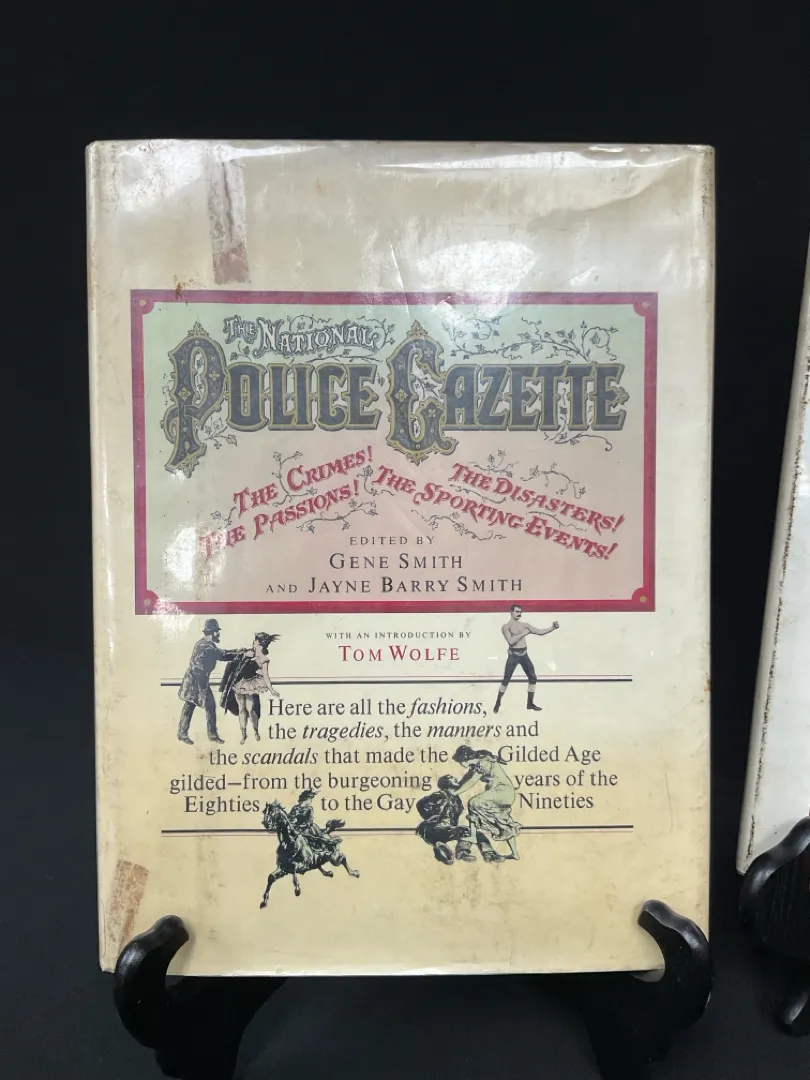 THE NATIONAL
POLICE GAZETTE
THE CRIMES!
THE PASSIONS!
THE DISASTERS!
THE SPORTING EVENTS!
EDITED BY
GENE SMITH
AND JAYNE BARRY SMITH
WITH AN INTRODUCTION BY
TOM WOLFE
Here are all the fashions,
the tragedies, the manners and
the scandals that made the Gilded Age
gilded—from the burgeoning years of the
Eighties to the Gay Nineties